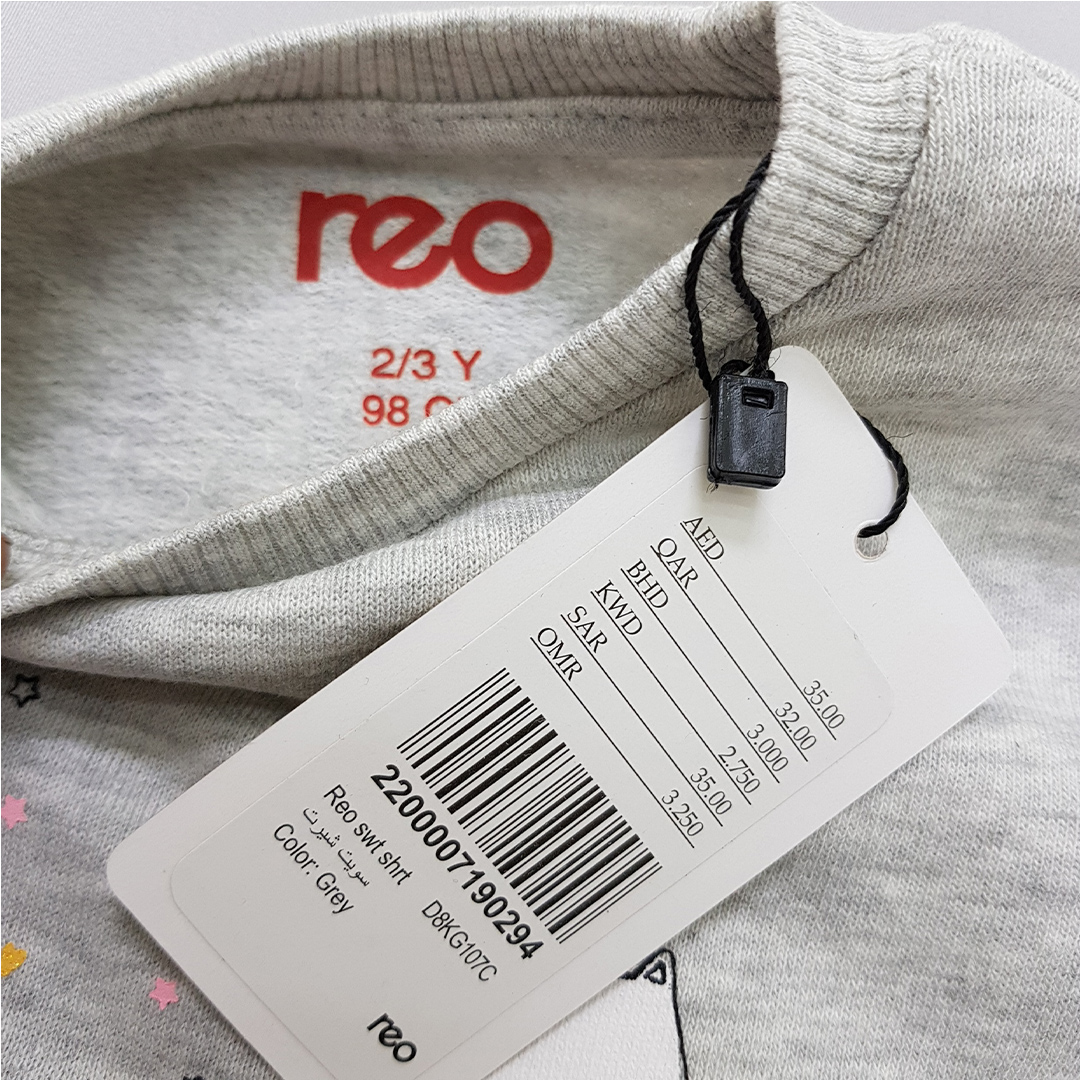 reo
2/3 Y
98
AED 35.00
QAR 32.00
BHD 3.000
KWD 2.750
SAR 35.00
OMR 3.250
2200007190294
Reo swt shrt D8KG107C
سويت شيرت
Color: Grey
reo